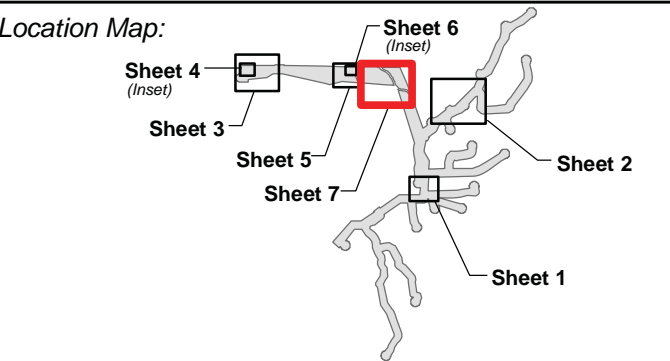 Location Map:
Sheet 6
(Inset)
Sheet 4
(Inset)
Sheet 3
Sheet 5
Sheet 2
Sheet 7
Sheet 1